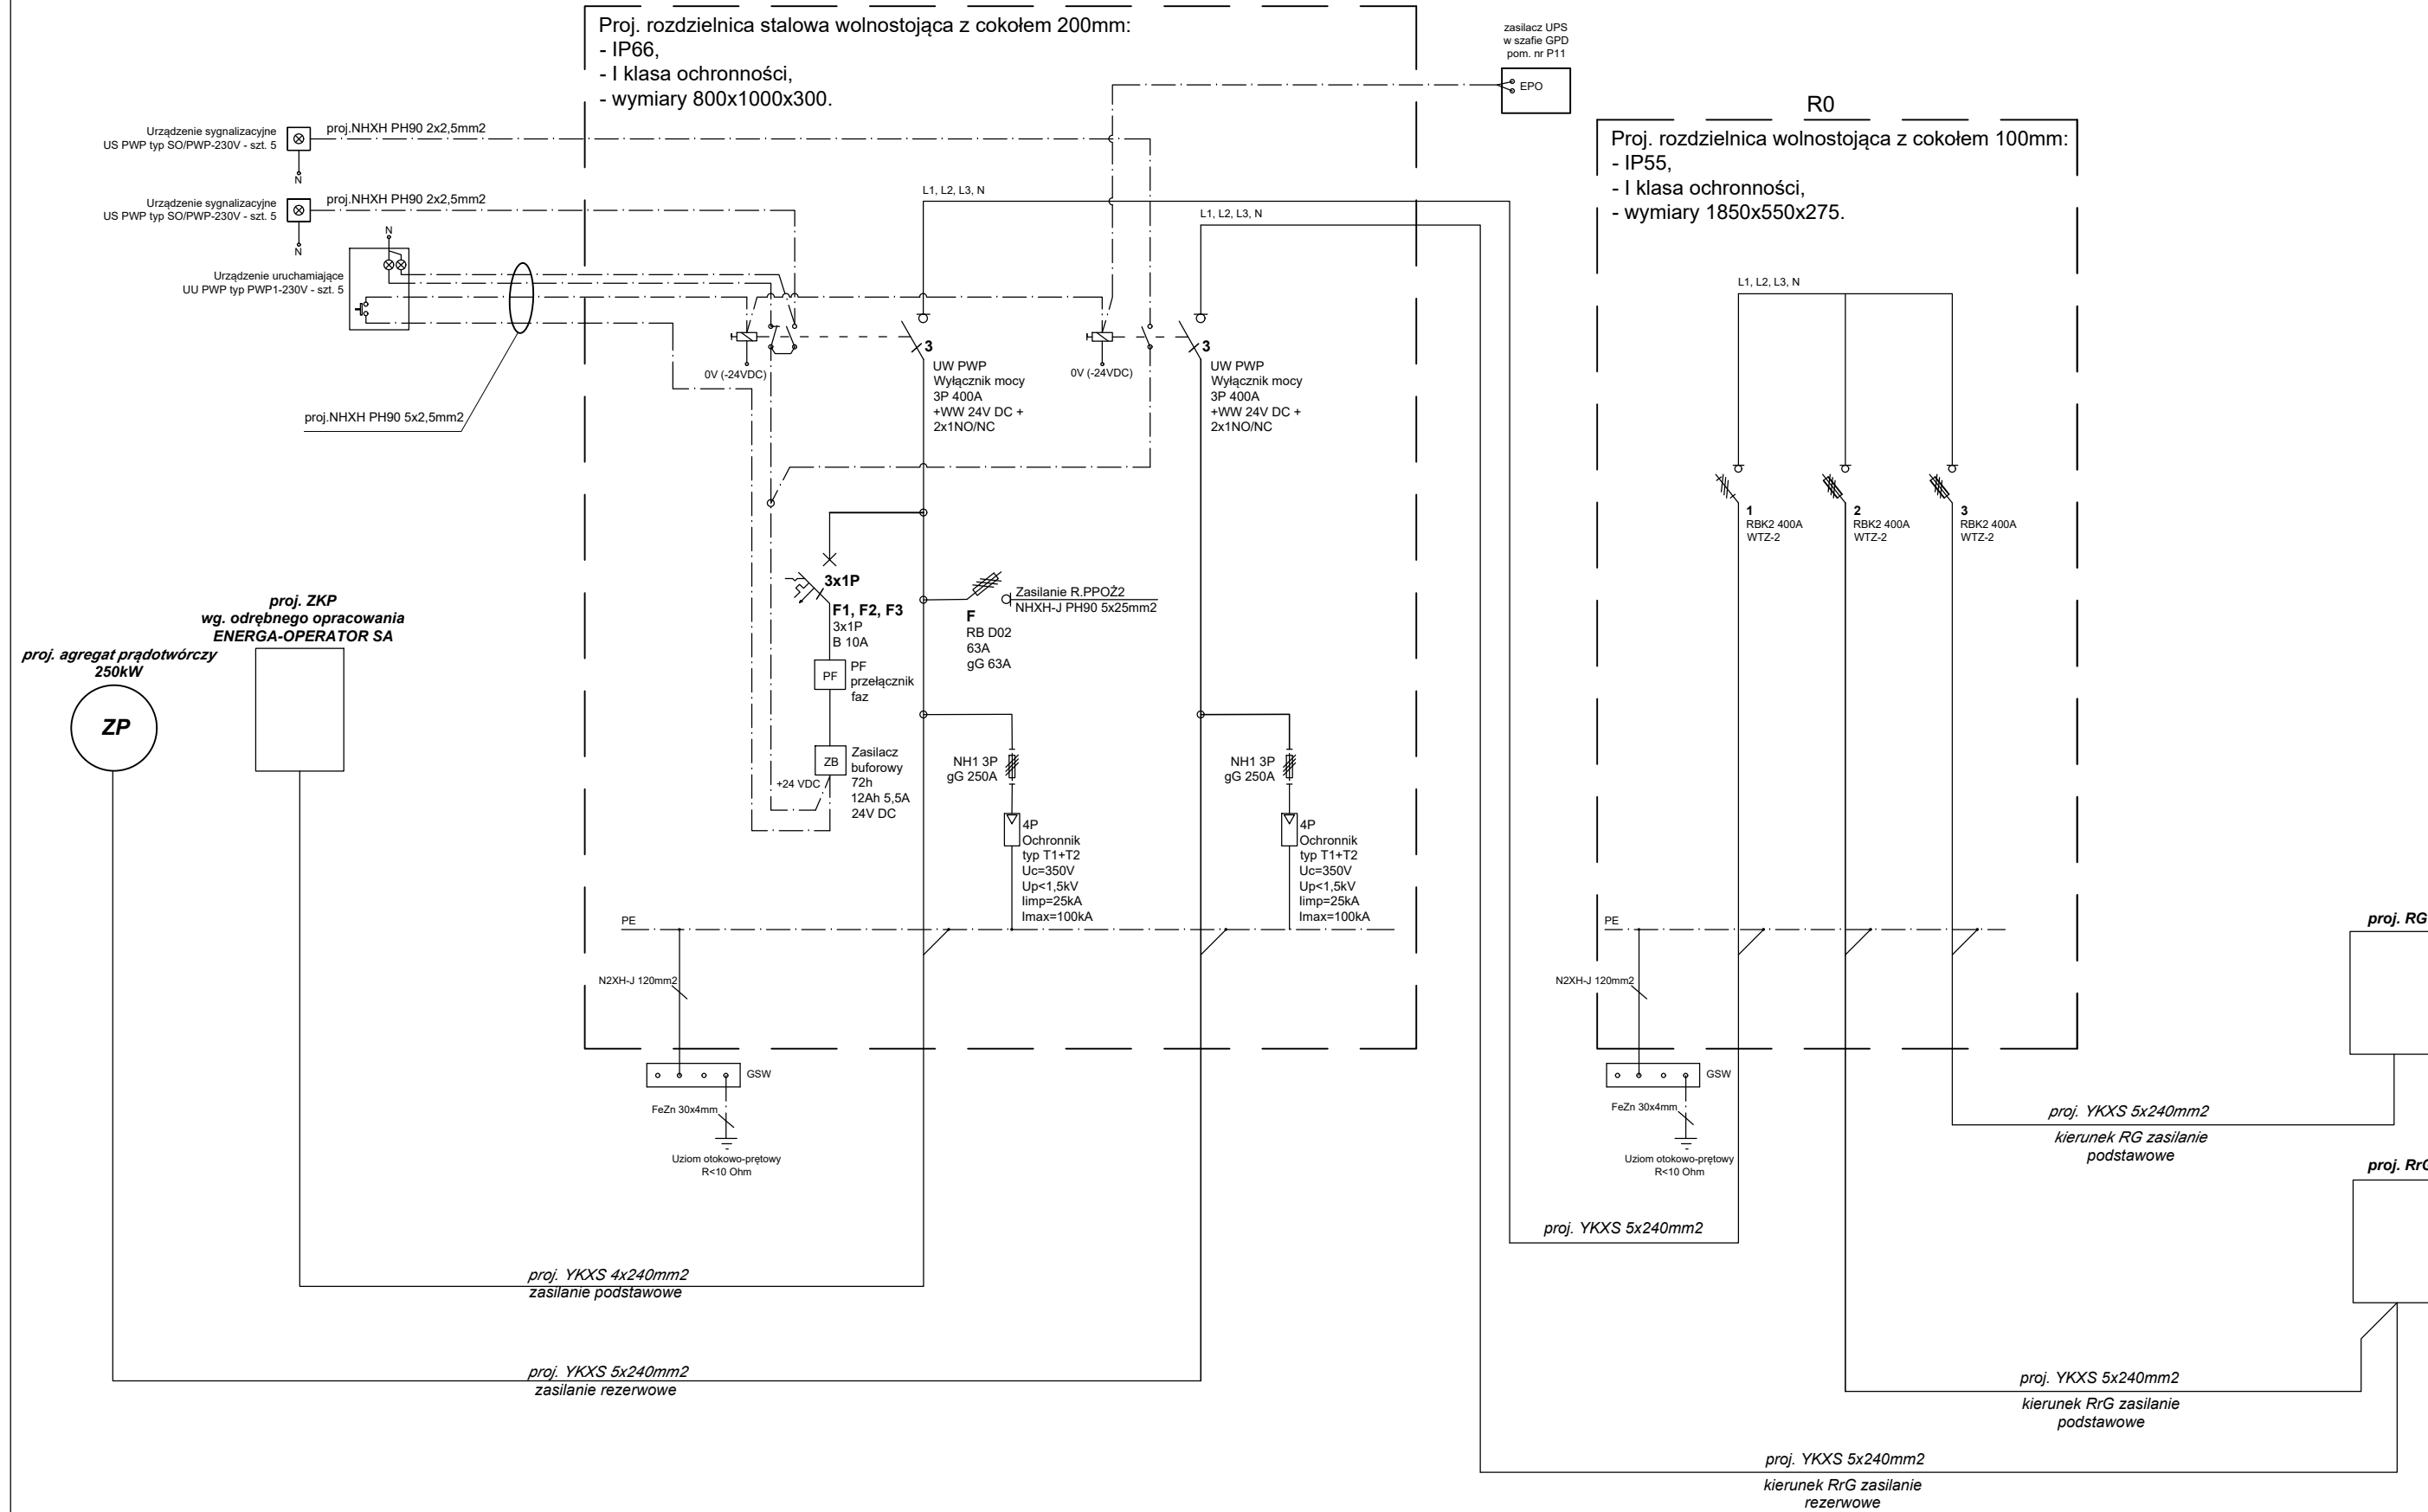 Proj. rozdzielnica stalowa wolnostojąca z cokołem 200mm:
- IP66,
- I klasa ochronności,
- wymiary 800x1000x300.
zasilacz UPS
w szafie GPD
pom. nr P11
EPO
R0
Proj. rozdzielnica wolnostojąca z cokołem 100mm:
- IP55,
- I klasa ochronności,
- wymiary 1850x550x275.
Urządzenie sygnalizacyjne
US PWP typ SO/PWP-230V - szt. 5
proj.NHXH PH90 2x2,5mm2
N
Urządzenie sygnalizacyjne
US PWP typ SO/PWP-230V - szt. 5
proj.NHXH PH90 2x2,5mm2
N
N
Urządzenie uruchamiające
UU PWP typ PWP1-230V - szt. 5
proj.NHXH PH90 5x2,5mm2
L1, L2, L3, N
L1, L2, L3, N
L1, L2, L3, N
0V (-24VDC)
3
UW PWP
Wyłącznik mocy
3P 400A
+WW 24V DC +
2x1NO/NC
0V (-24VDC)
3
UW PWP
Wyłącznik mocy
3P 400A
+WW 24V DC +
2x1NO/NC
1
RBK2 400A
WTZ-2
2
RBK2 400A
WTZ-2
3
RBK2 400A
WTZ-2
3x1P
F1, F2, F3
3x1P
B 10A
PF
PF
przełącznik
faz
ZB
Zasilacz
buforowy
72h
12Ah 5,5A
24V DC
+24 VDC
F
RB D02
63A
gG 63A
Zasilanie R.PPOŻ2
NHXH-J PH90 5x25mm2
proj. ZKP
wg. odrębnego opracowania
ENERGA-OPERATOR SA
proj. agregat prądotwórczy
250kW
ZP
NH1 3P
gG 250A
4P
Ochronnik
typ T1+T2
Uc=350V
Up<1,5kV
Iimp=25kA
Imax=100kA
NH1 3P
gG 250A
4P
Ochronnik
typ T1+T2
Uc=350V
Up<1,5kV
Iimp=25kA
Imax=100kA
PE
N2XH-J 120mm2
GSW
FeZn 30x4mm
Uziom otokowo-prętowy
R<10 Ohm
PE
N2XH-J 120mm2
GSW
FeZn 30x4mm
Uziom otokowo-prętowy
R<10 Ohm
proj. RG
proj. YKXS 5x240mm2
kierunek RG zasilanie
podstawowe
proj. RrG
proj. YKXS 5x240mm2
proj. YKXS 4x240mm2
zasilanie podstawowe
proj. YKXS 5x240mm2
zasilanie rezerwowe
proj. YKXS 5x240mm2
kierunek RrG zasilanie
podstawowe
proj. YKXS 5x240mm2
kierunek RrG zasilanie
rezerwowe